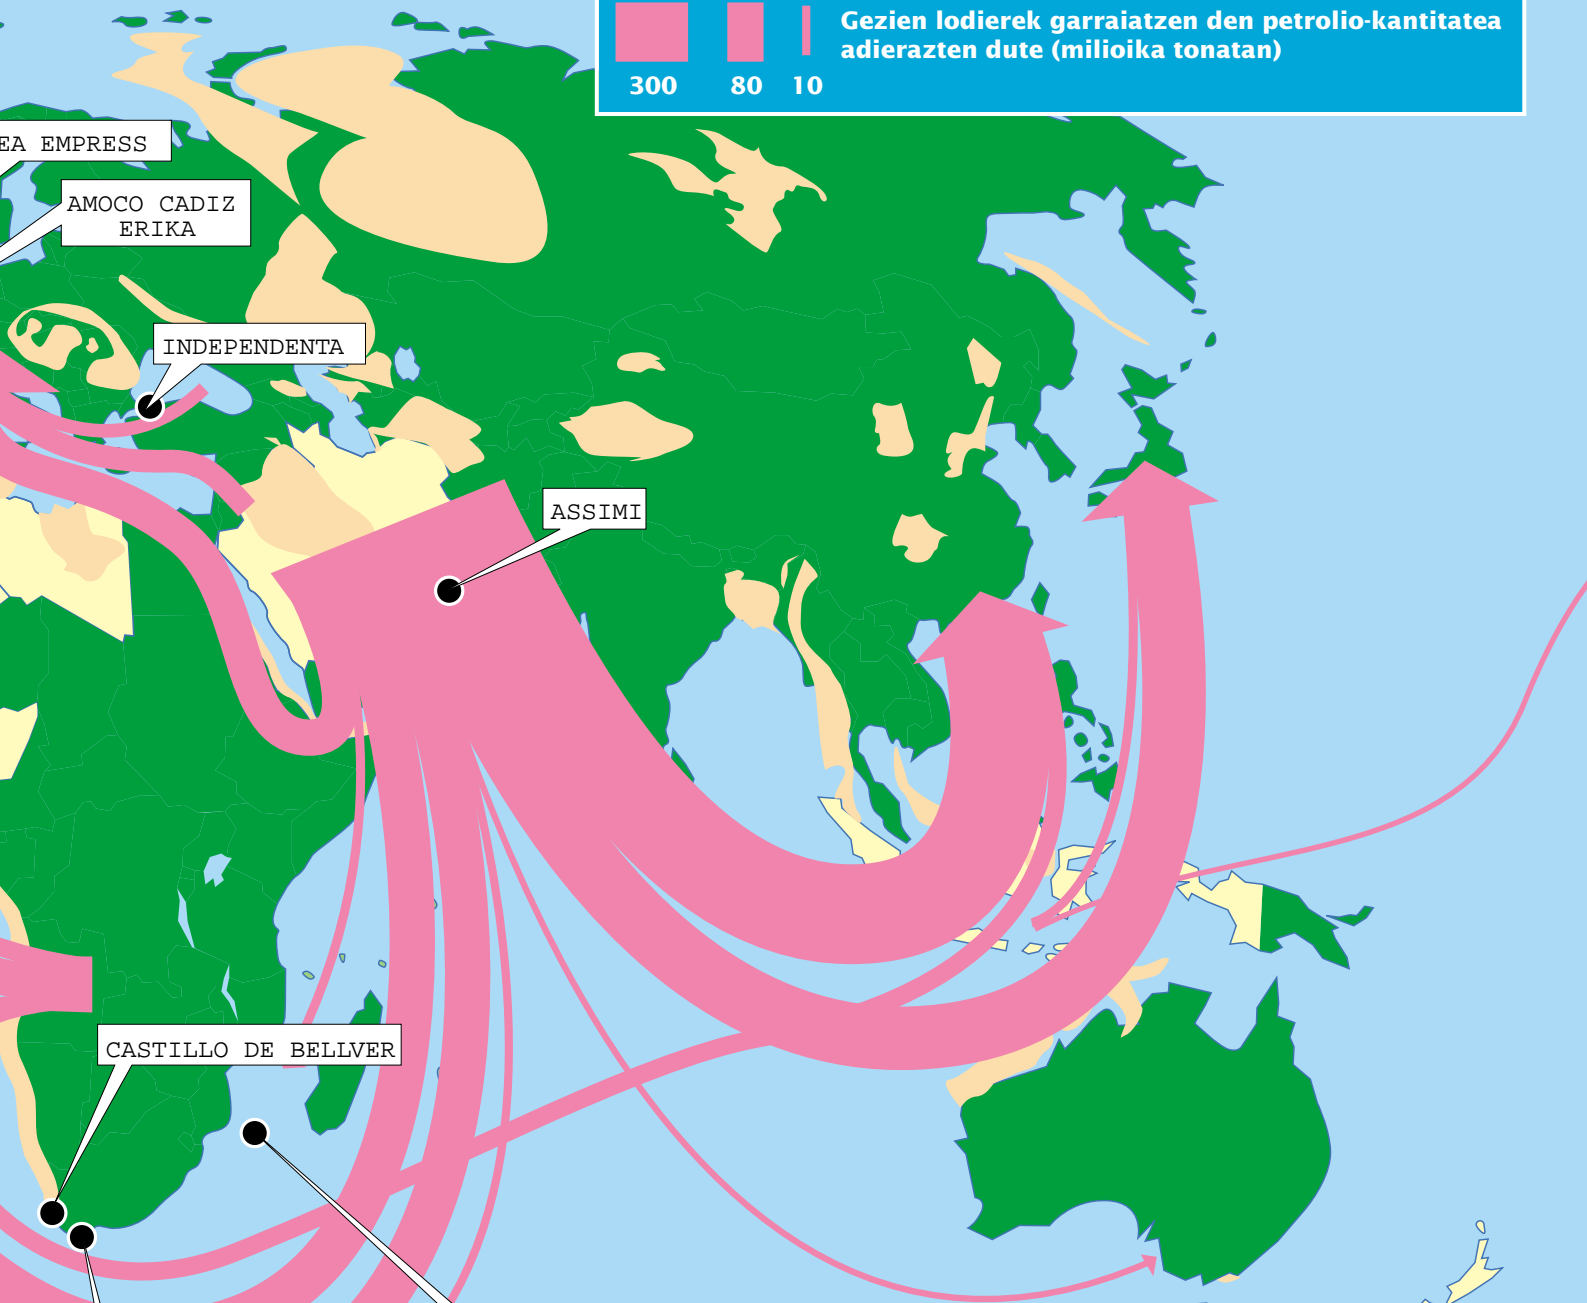 Gezien lodierek garraiatzen den petrolio-kantitatea
adierazten dute (milioika tonatan)
300 80 10
EA EMPRESS
AMOCO CADIZ
ERIKA
INDEPENDENTA
ASSIMI
CASTILLO DE BELLVER